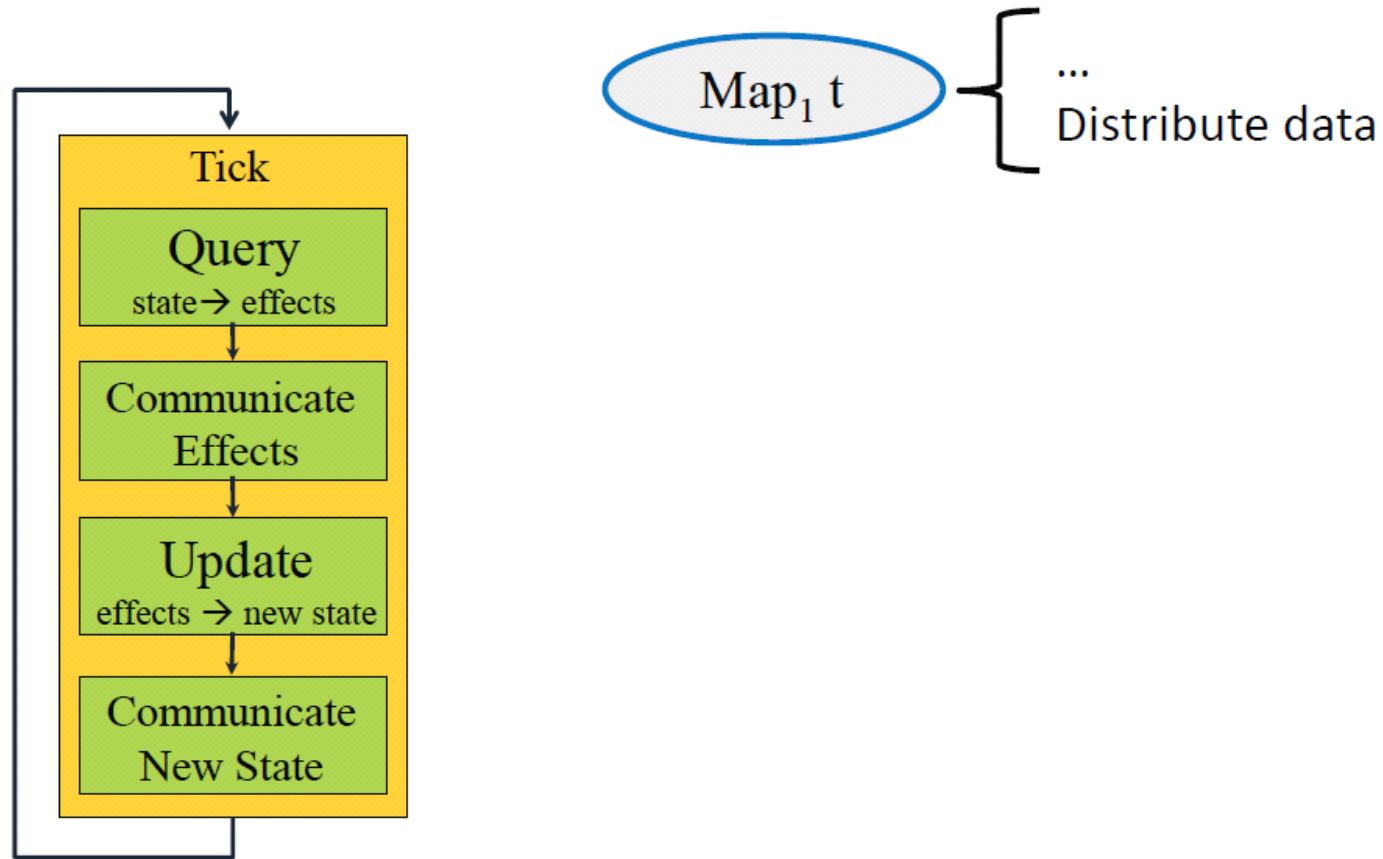 Tick
Query
state→ effects
Communicate
Effects
Update
effects → new state
Communicate
New State
Map₁ t
...
Distribute data